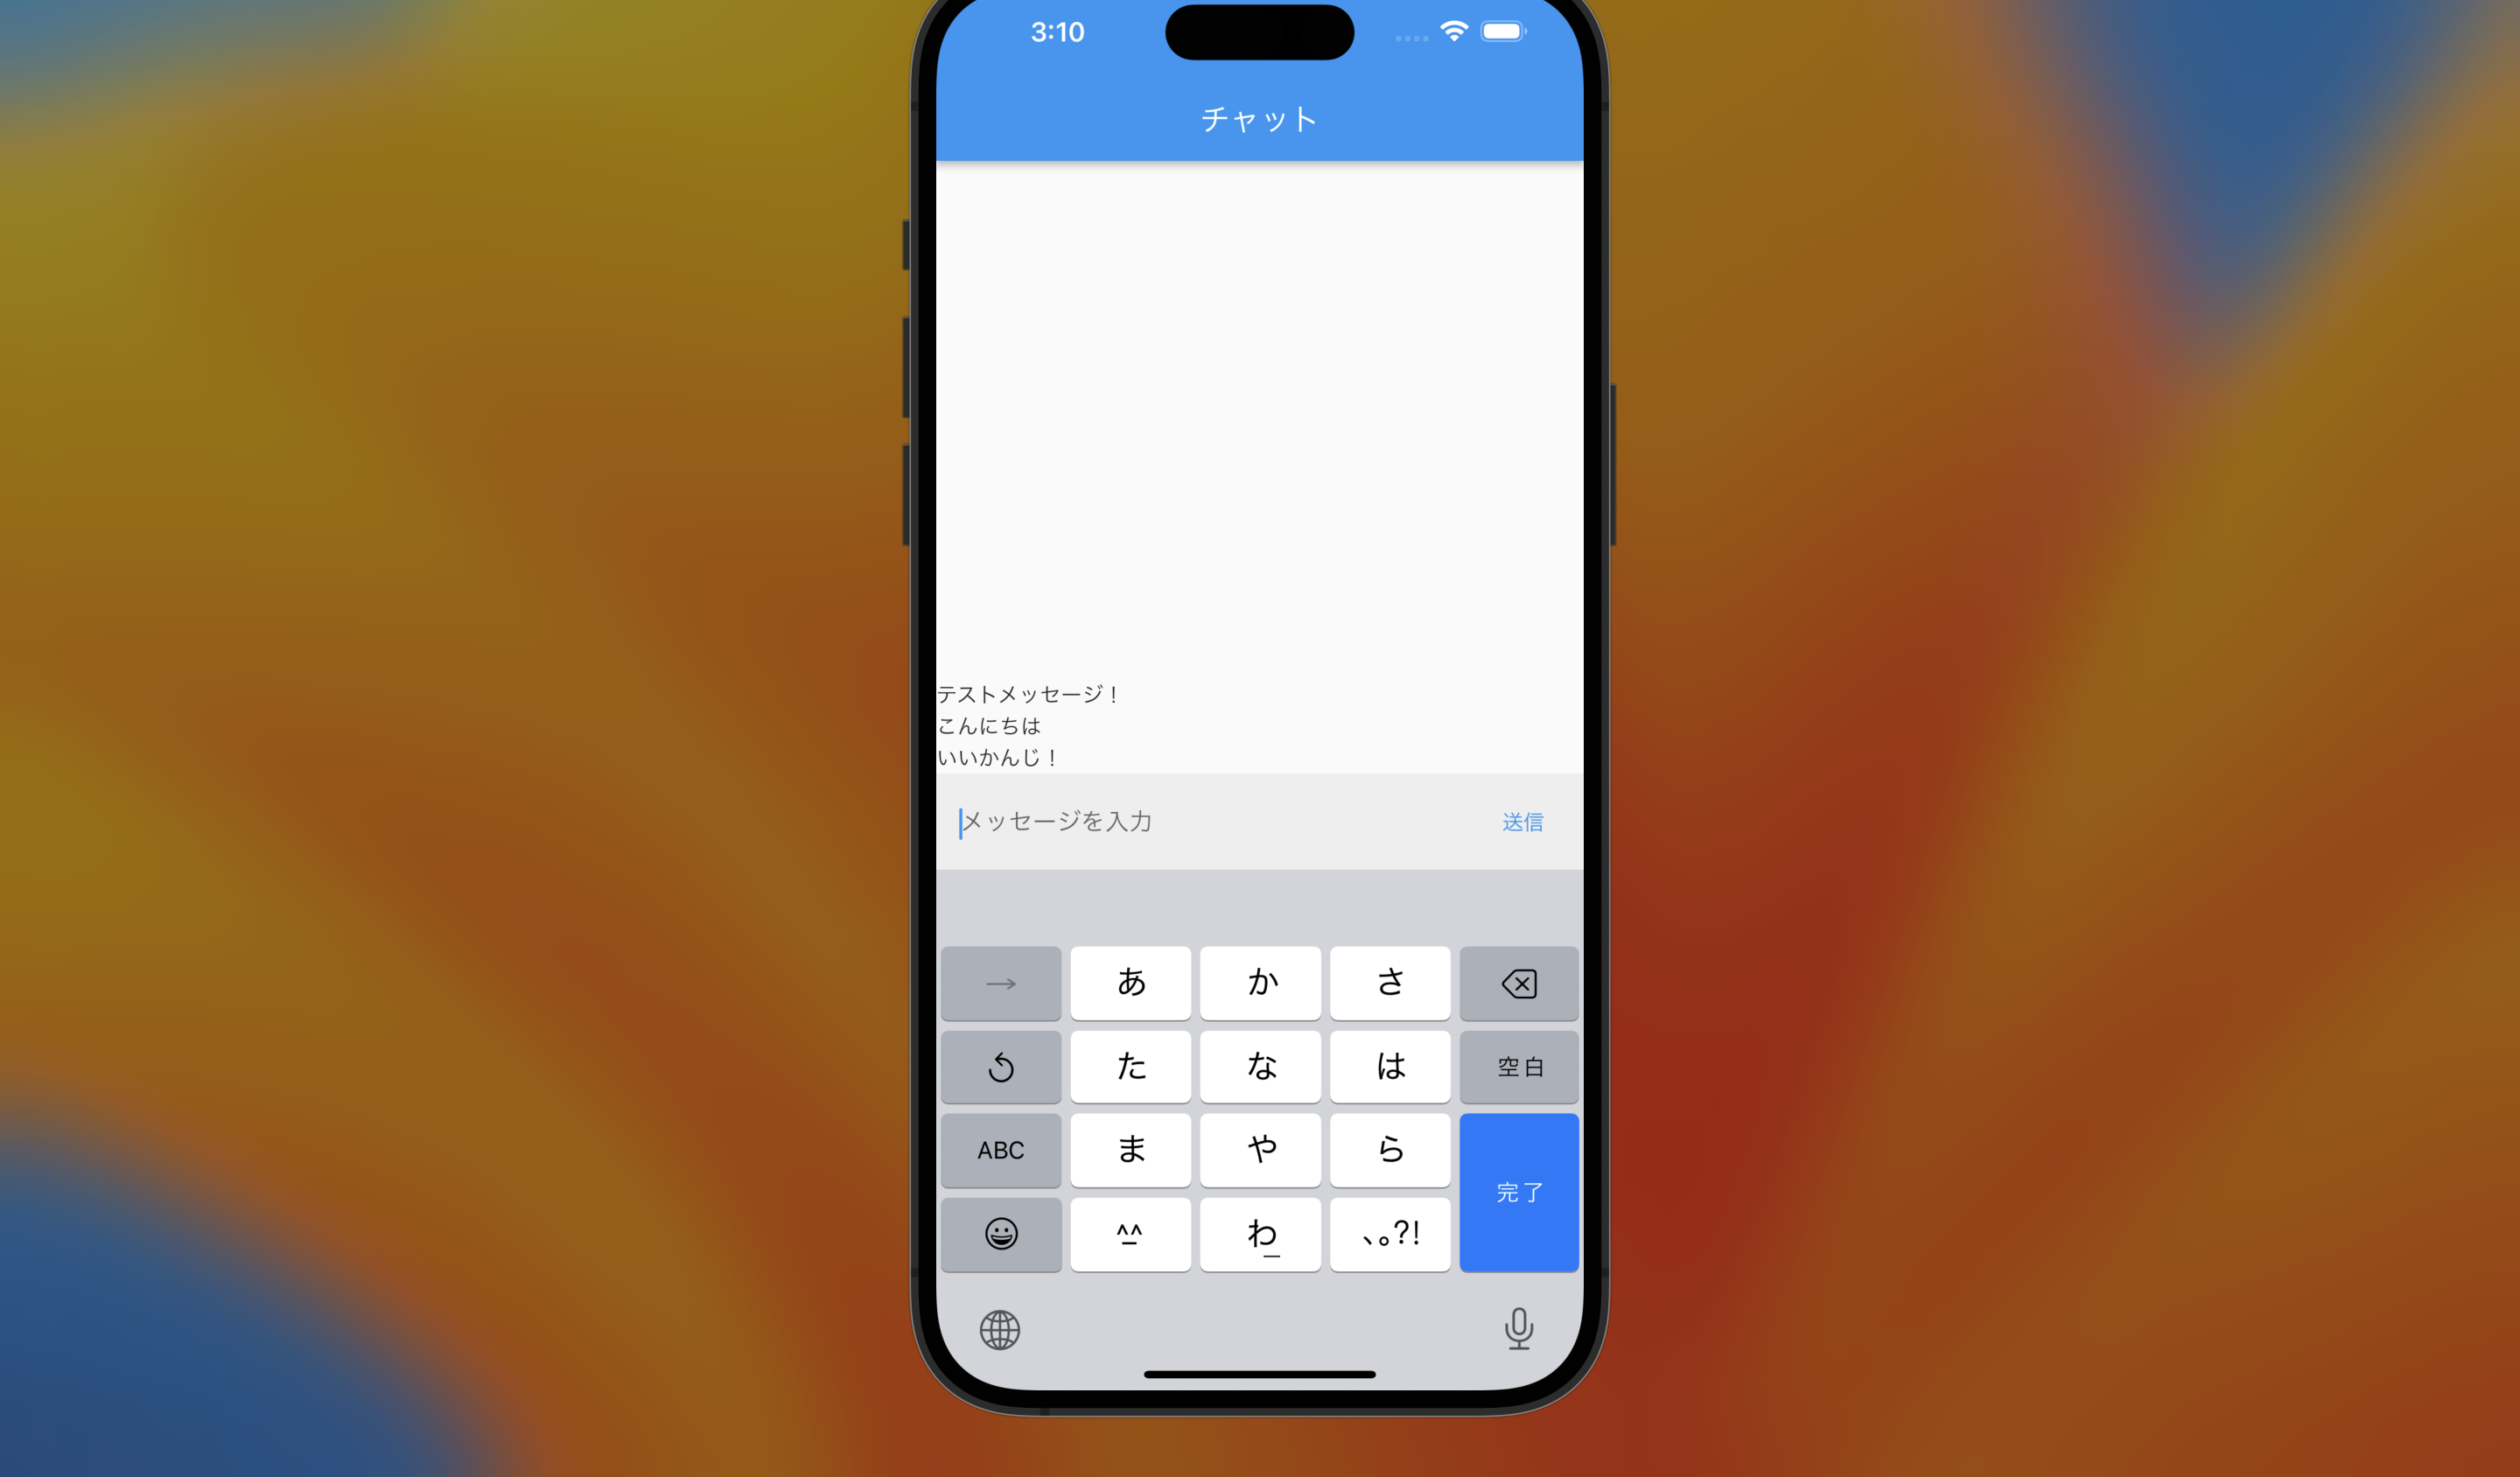 3:10
チャット
テストメッセージ！
こんにちは
いいかんじ！
メッセージを入力 送信
→ あ か さ
た な は 空白
ABC ま や ら
完了
^^ わ 、。?!